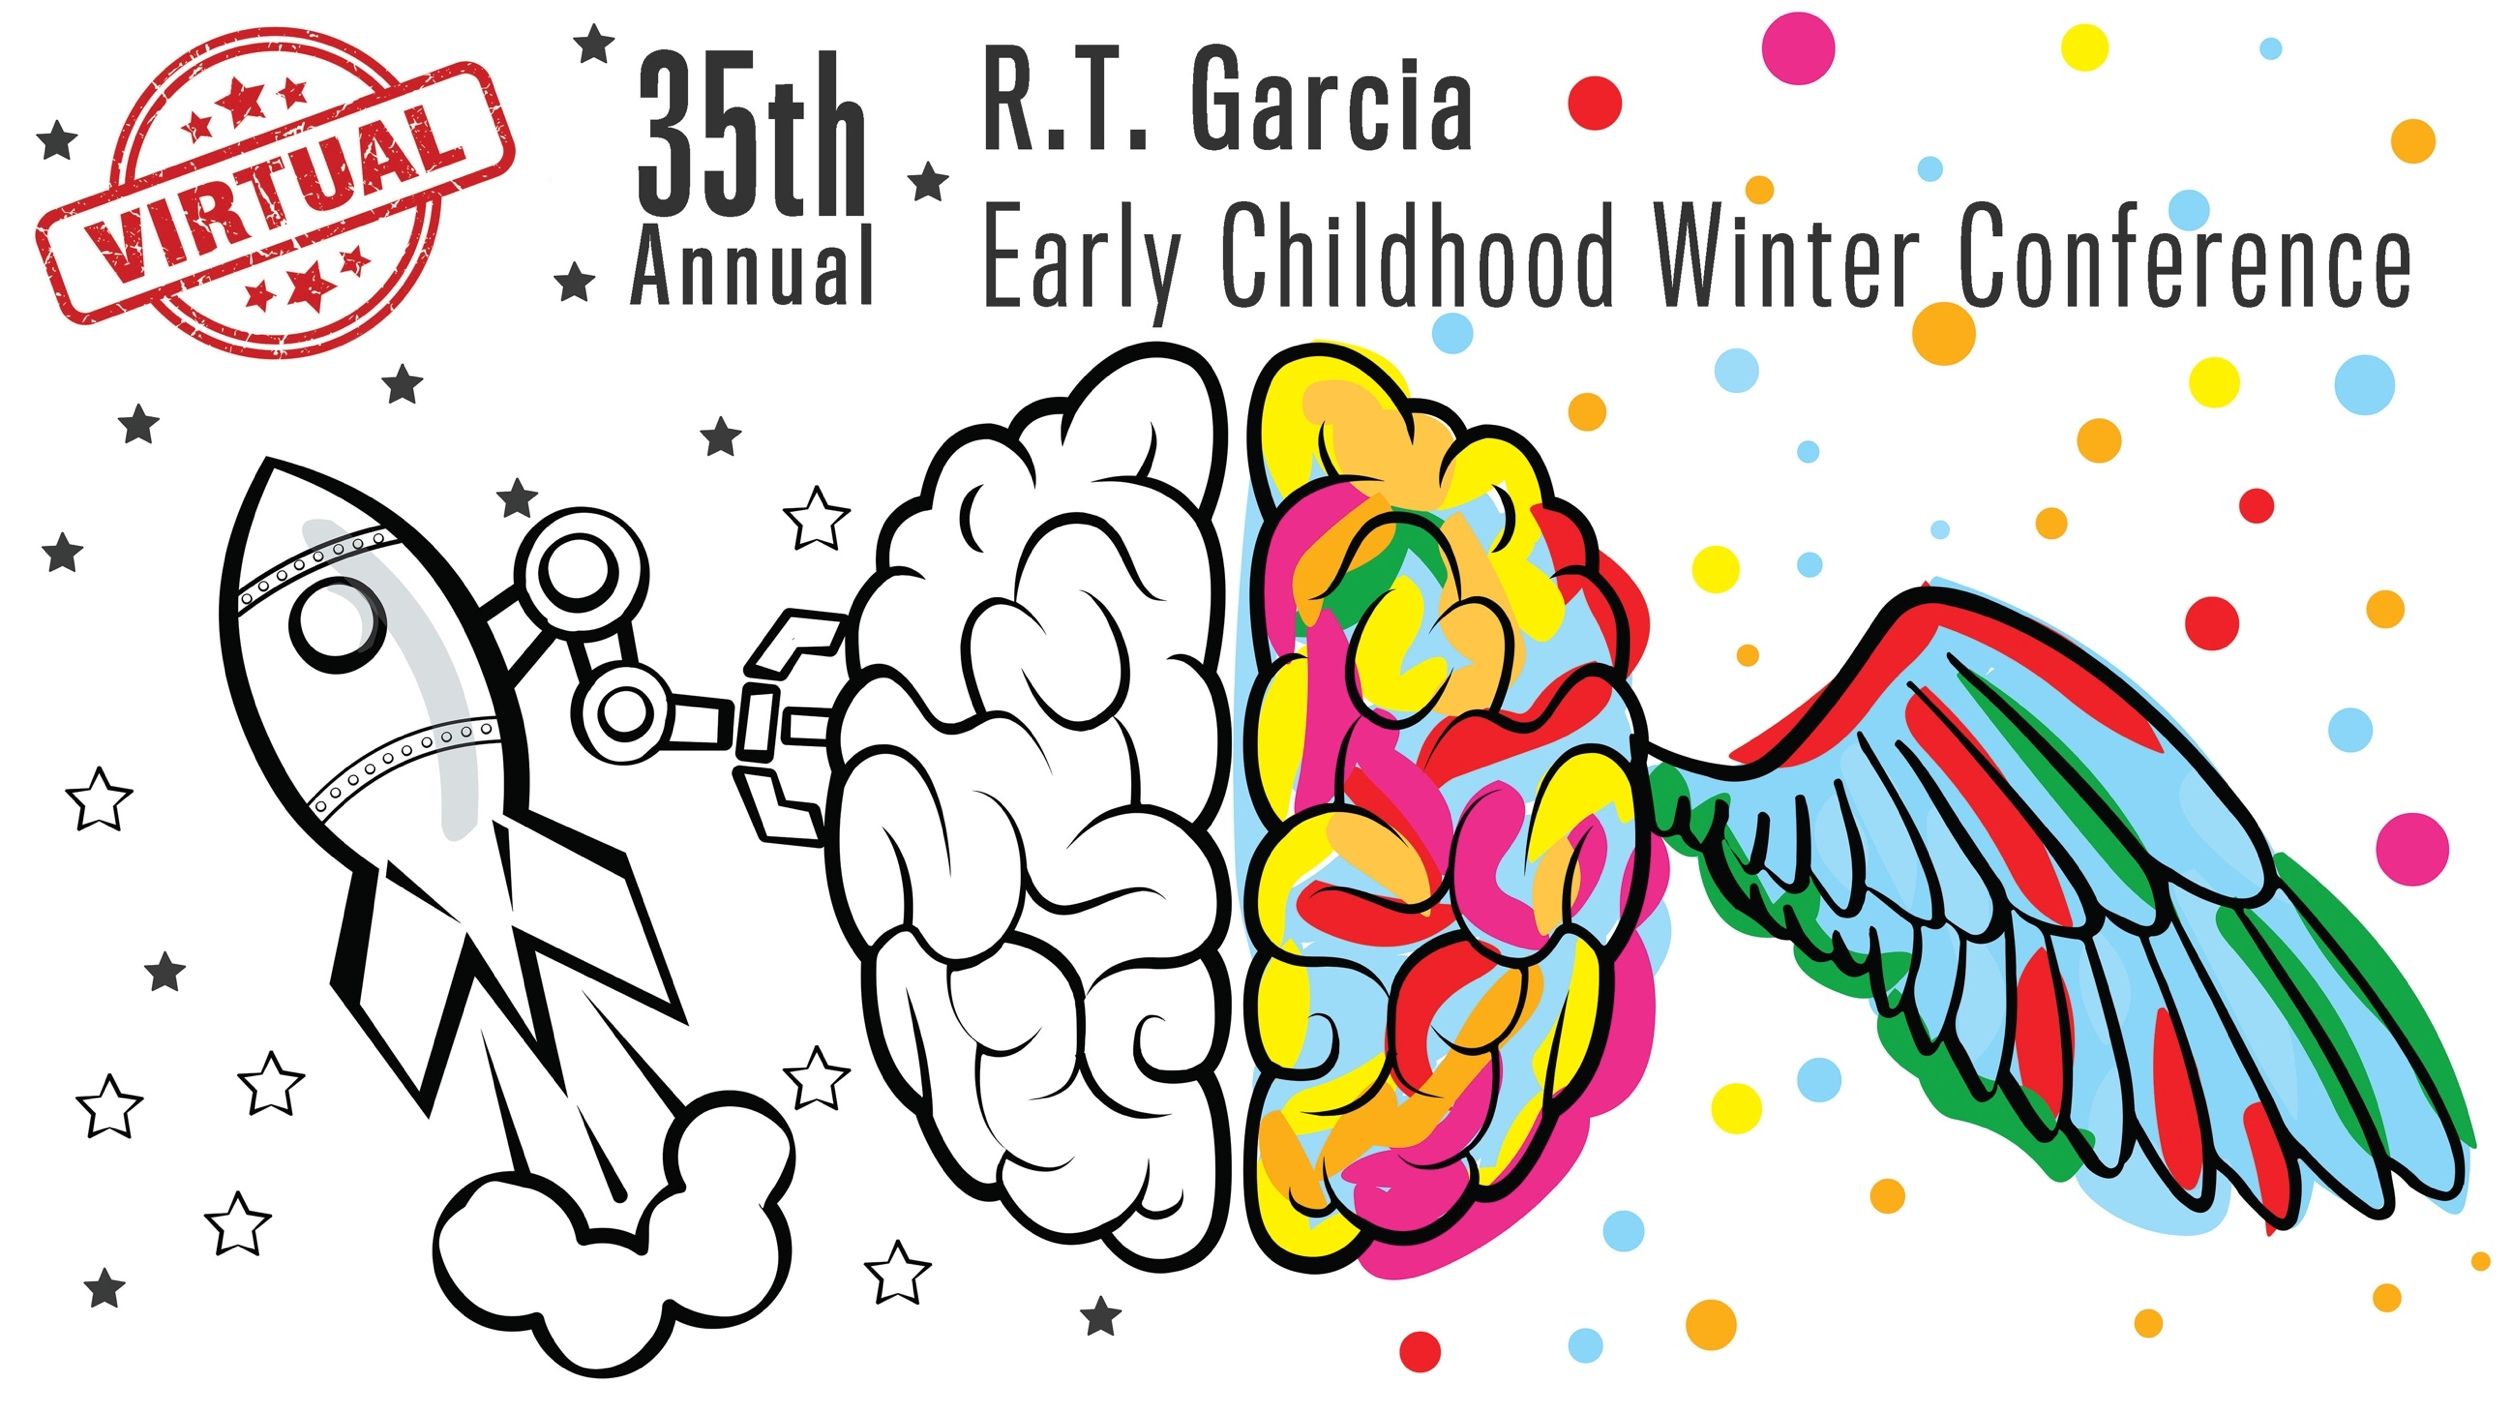 VIRTUAL
35th
Annual
R.T. Garcia
Early Childhood Winter Conference